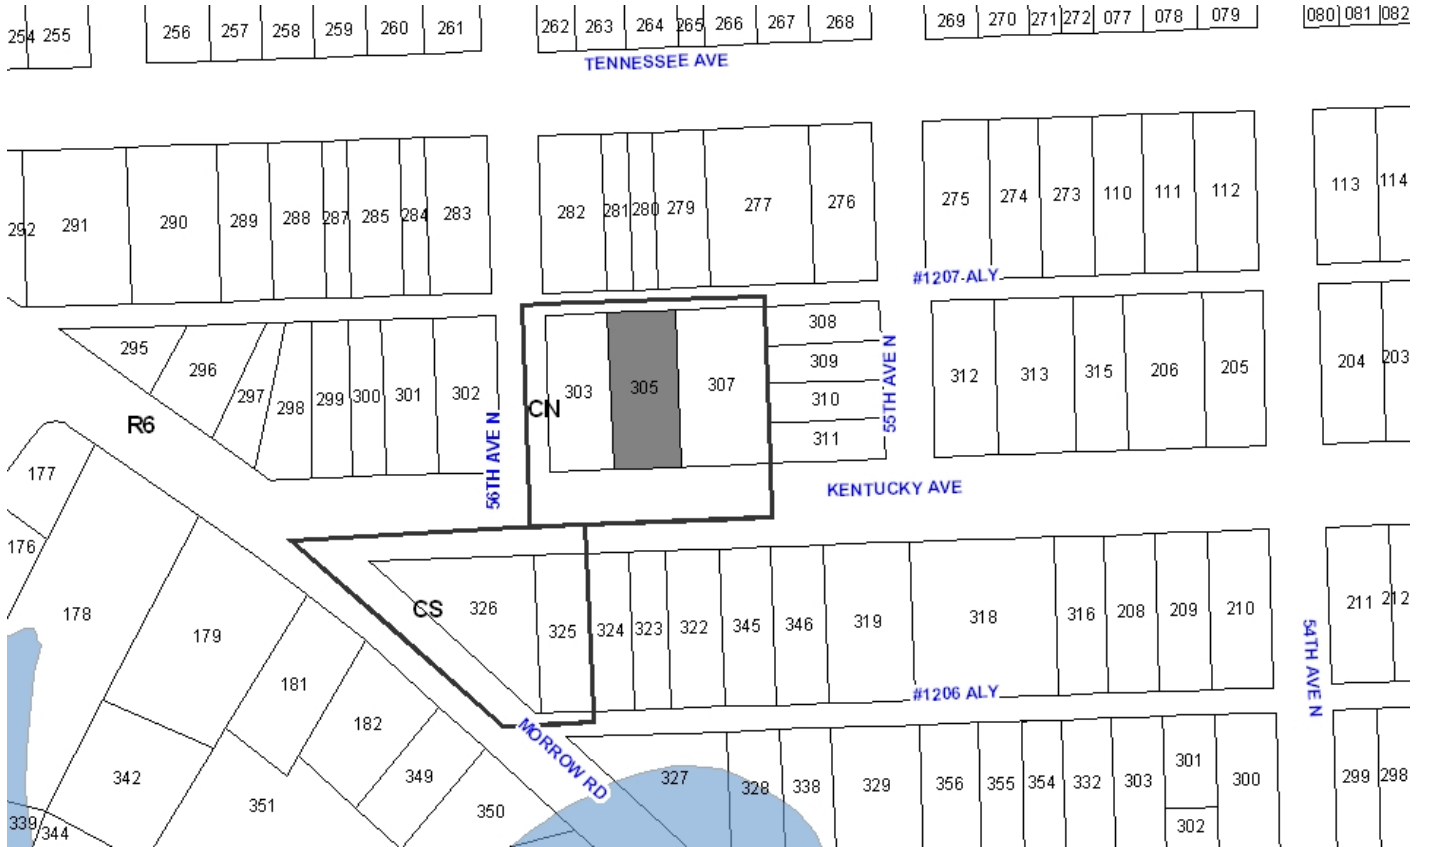 254 255 256 257 258 259 260 261 262 263 264 265 266 267 268 269 270 271 272 077 078 079 080 081 082
TENNESSEE AVE
292 291 290 289 288 287 285 284 283 282 281 280 279 277 276 275 274 273 110 111 112 113 114
#1207 ALY
295 296 297 298 299 300 301 302
56TH AVE N
CN
303 305 307
308
309
310
311
55TH AVE N
312 313 315 206 205 204 203
R6
KENTUCKY AVE
177
176
178 179 181 182
CS
326 325 324 323 322 345 346 319 318 316 208 209 210 211 212
54TH AVE N
#1206 ALY
MORROW RD
342 351 349 350 327 328 338 329 356 355 354 332 303 301 300 299 298
339 344 302